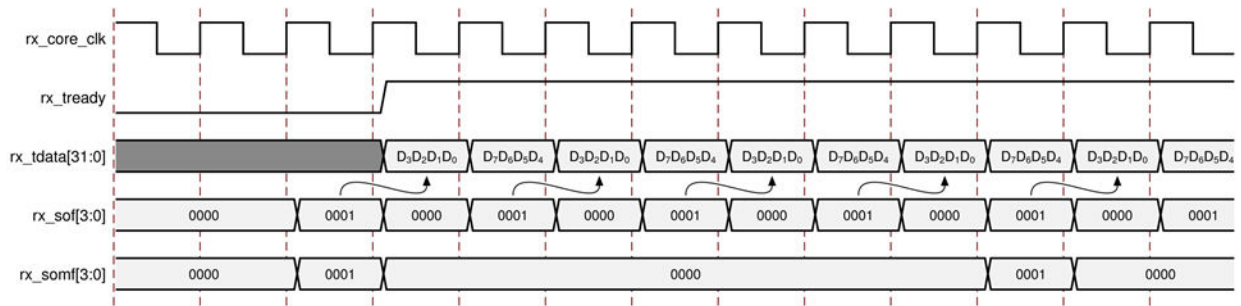 rx_core_clk
rx_tready
rx_tdata[31:0] D₃D₂D₁D₀ D₇D₆D₅D₄ D₃D₂D₁D₀ D₇D₆D₅D₄ D₃D₂D₁D₀ D₇D₆D₅D₄ D₃D₂D₁D₀ D₇D₆D₅D₄ D₃D₂D₁D₀ D₇D₆D₅D₄
rx_sof[3:0] 0000 0001 0000 0001 0000 0001 0000 0001 0000 0001 0000 0001
rx_somf[3:0] 0000 0001 0000 0001 0000